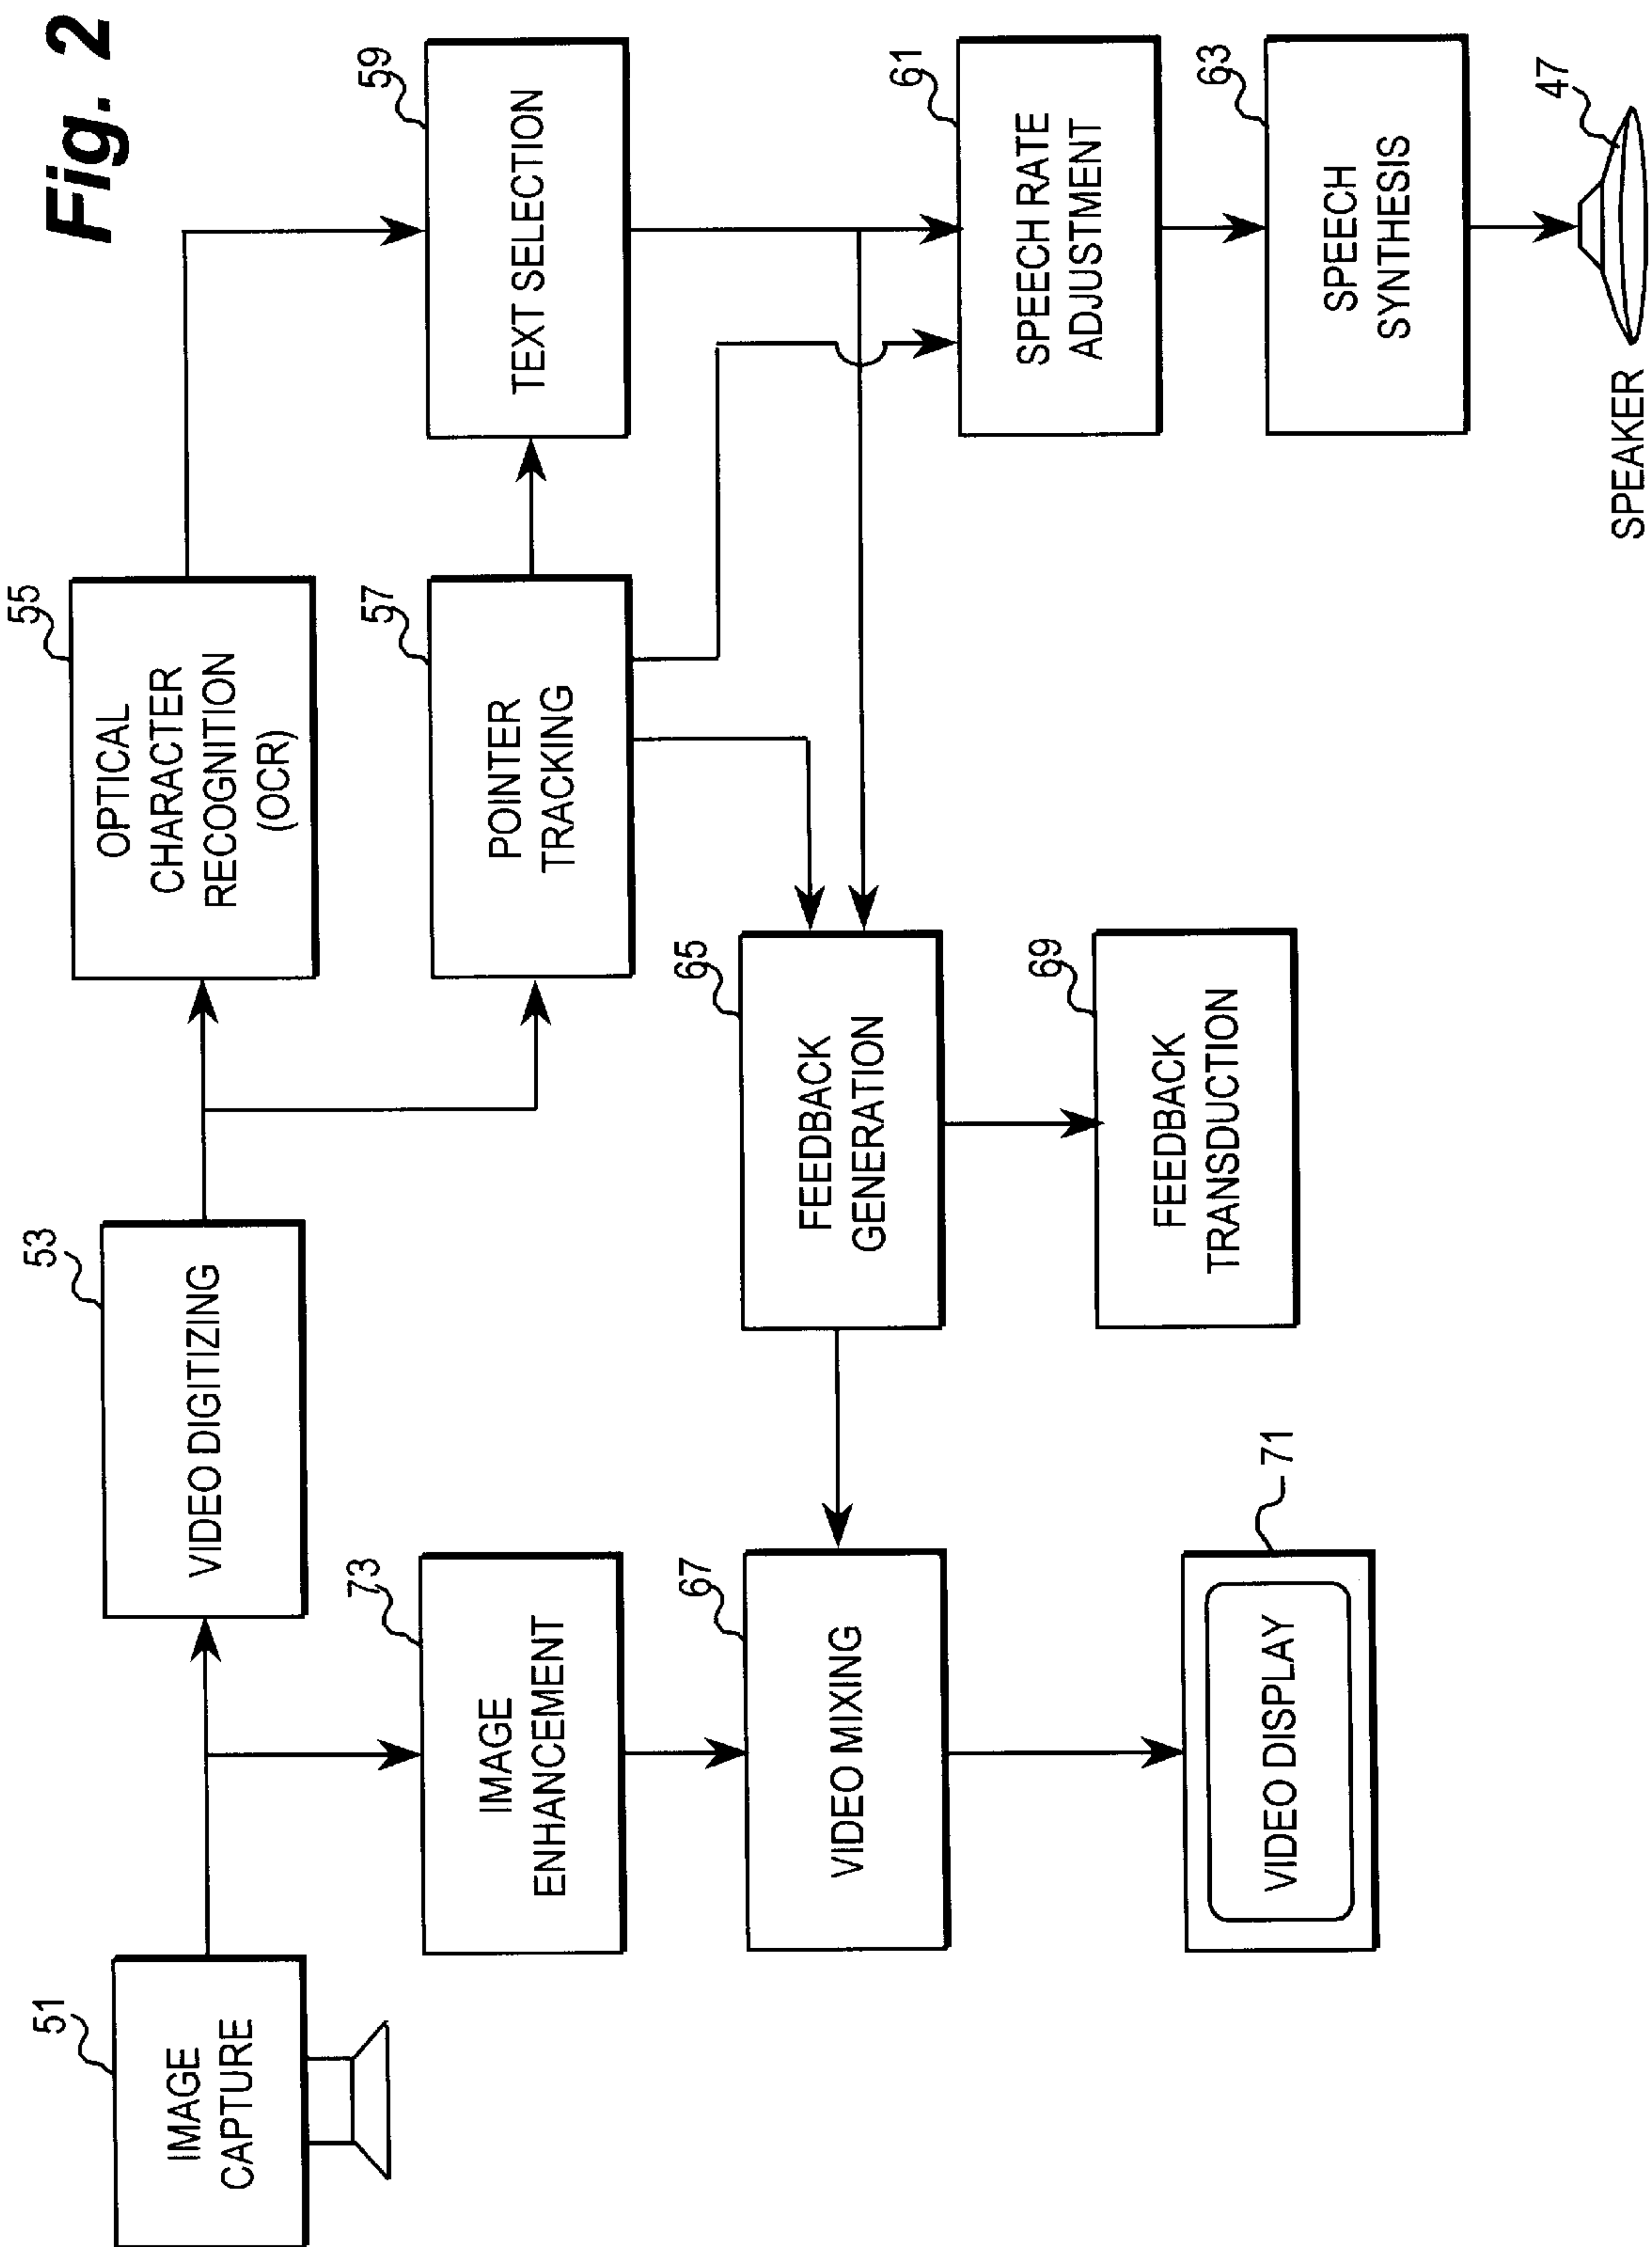 Fig. 2
51
IMAGE
CAPTURE
53
VIDEO DIGITIZING
55
OPTICAL
CHARACTER
RECOGNITION
(OCR)
73
IMAGE
ENHANCEMENT
57
POINTER
TRACKING
59
TEXT SELECTION
67
VIDEO MIXING
65
FEEDBACK
GENERATION
61
SPEECH RATE
ADJUSTMENT
69
FEEDBACK
TRANSDUCTION
63
SPEECH
SYNTHESIS
71
VIDEO DISPLAY
47
SPEAKER